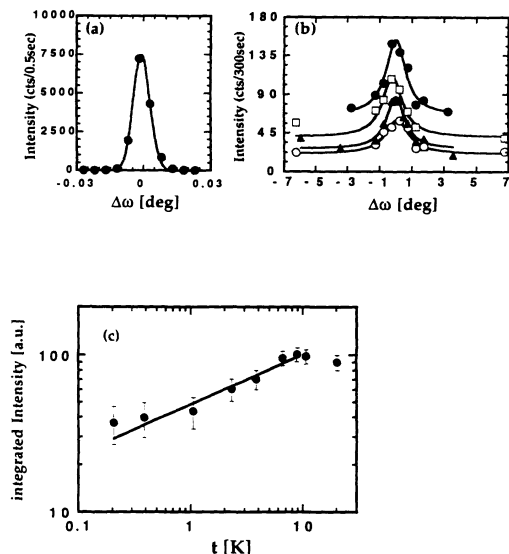 (a)
Intensity (cts/0.5sec)
10000
7500
5000
2500
0
-0.03
0
0.03
Δω [deg]
(b)
Intensity (cts/300sec)
180
135
90
45
0
-7
-5
-3
-1
1
3
5
7
Δω [deg]
(c)
integrated Intensity [a.u.]
100
10
0.1
1
10
t [K]